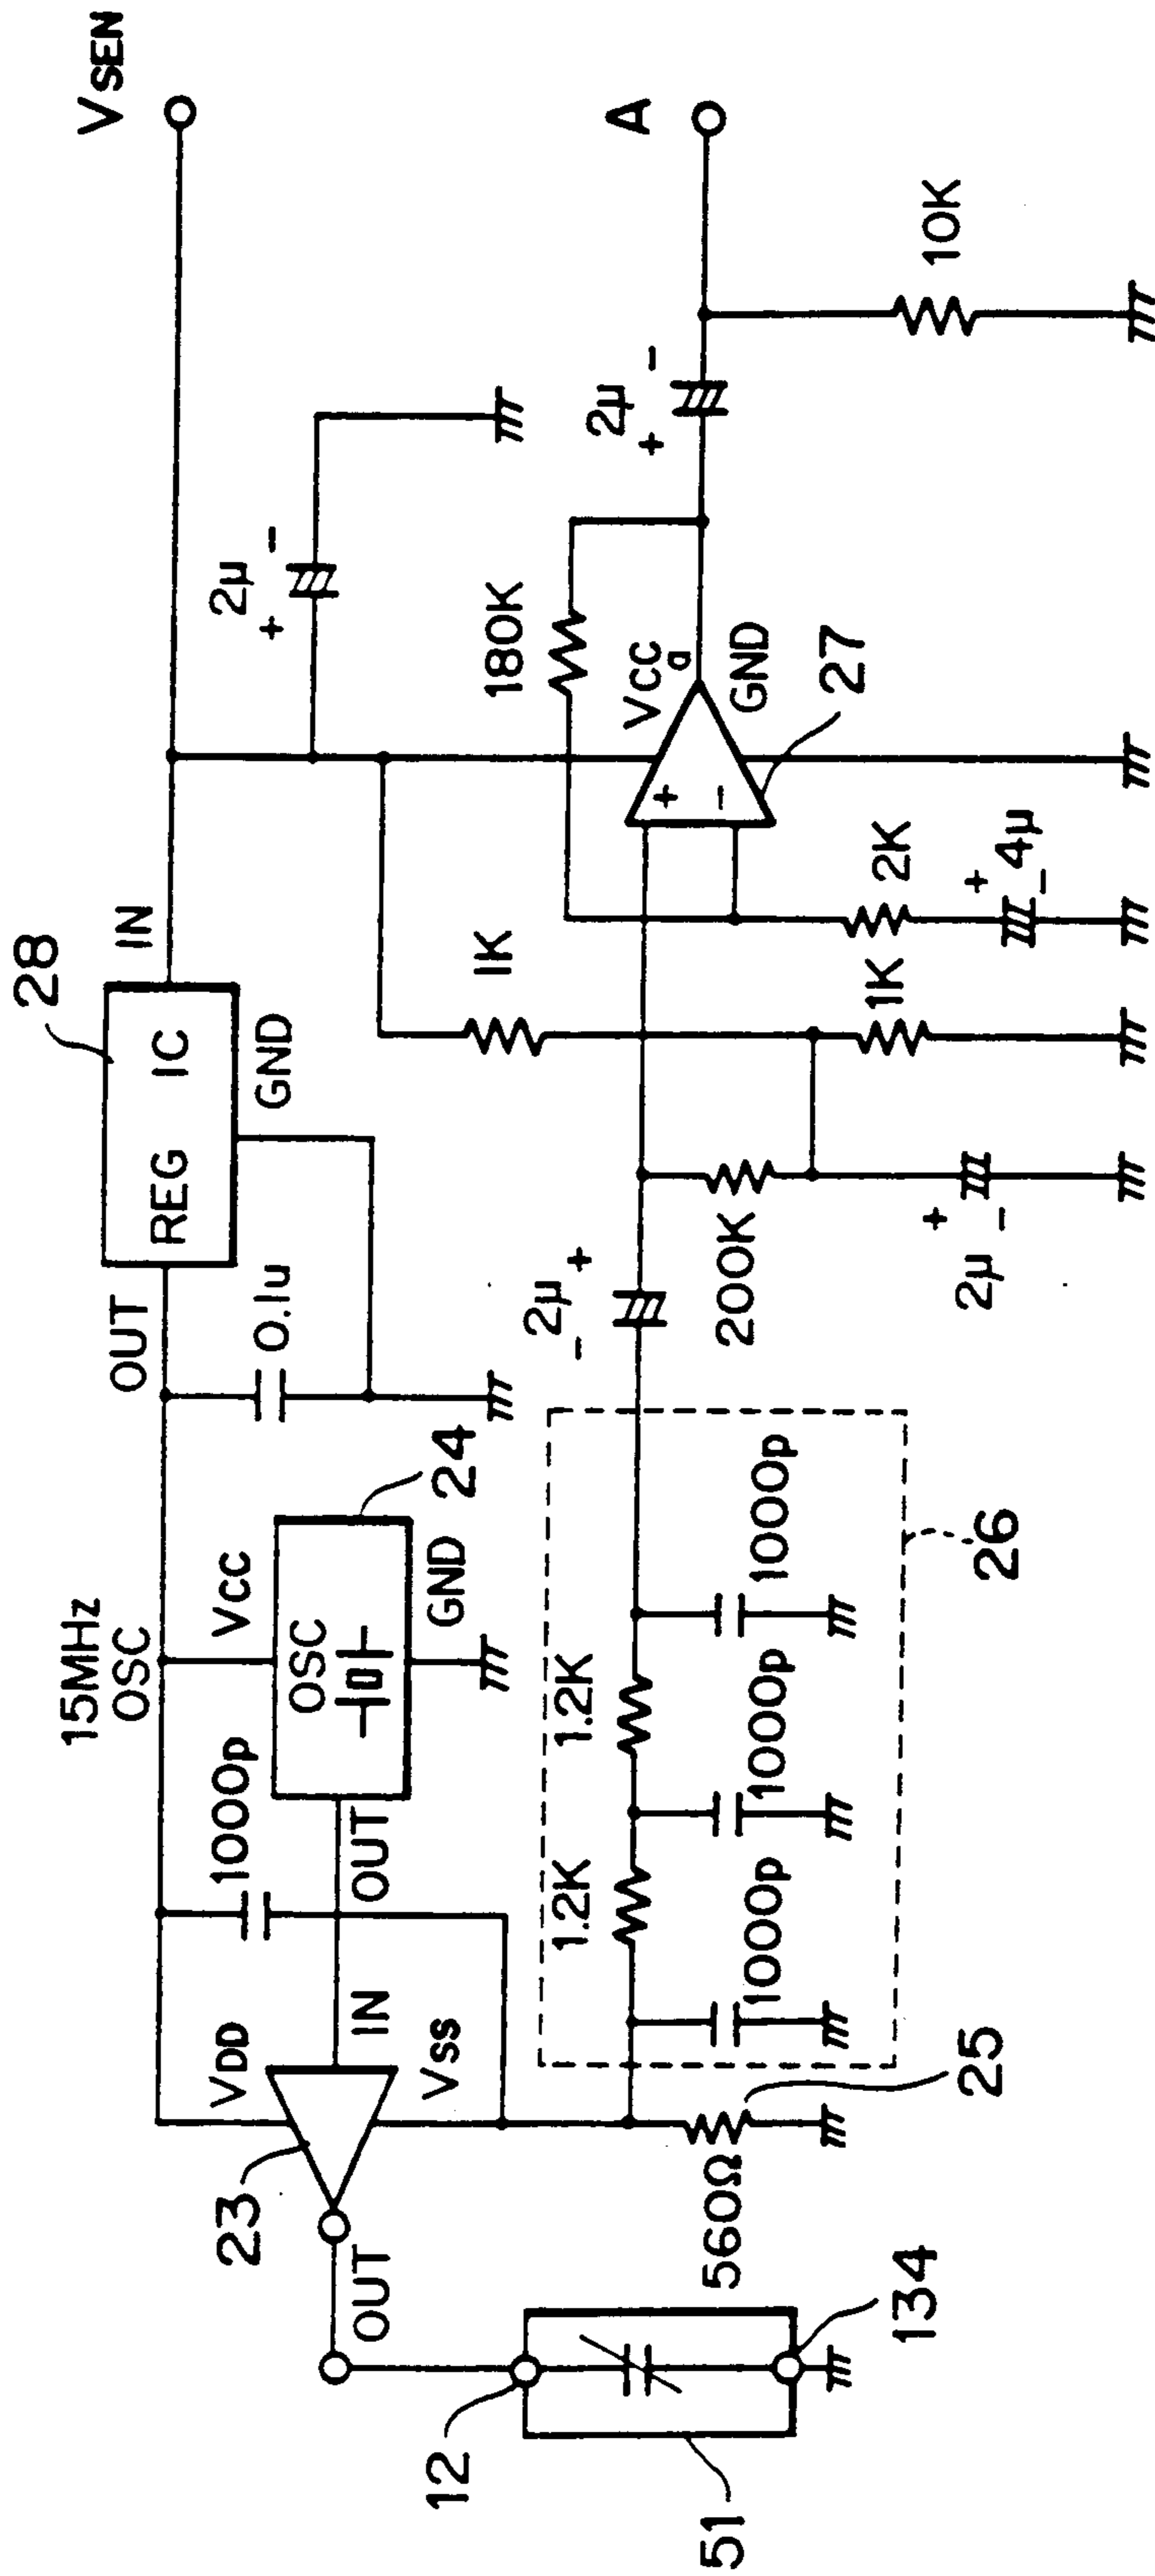 VSEN
A
28
IN
REG IC
OUT
GND
0.1u
2μ
+ -
15MHz
OSC
VCC
OSC
24
GND
OUT
1000p
VDD
IN
VSS
23
OUT
12
51
134
560Ω
25
1.2K
1.2K
1000p
1000p
1000p
26
2μ
- +
200K
2μ
+
-
1K
1K
2K
4μ
+
-
180K
VCC
a
GND
+
-
27
2μ
+ -
10K